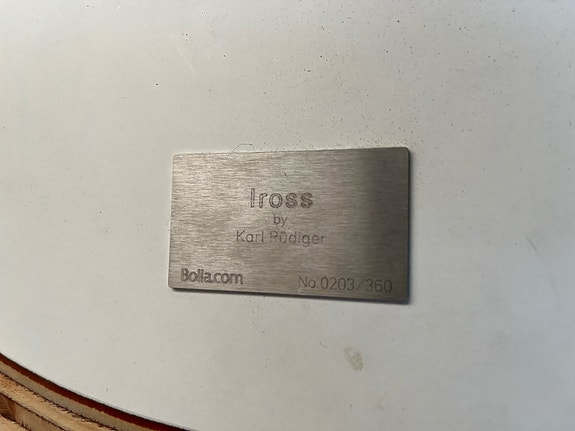 Iross
by
Karl Rüdiger
Bolia.com
No.0203/360